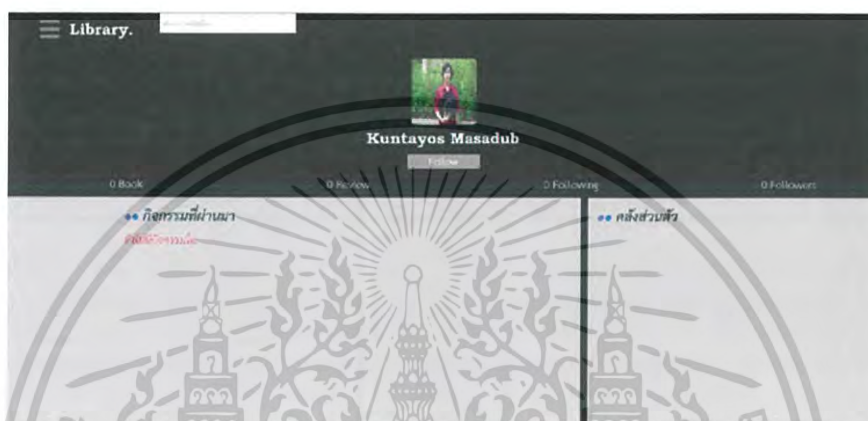 Library.
Kuntayos Masadub
Follow
0 Book
0 Review
0 Following
0 Followers
กิจกรรมที่ผ่านมา
คลังส่วนตัว